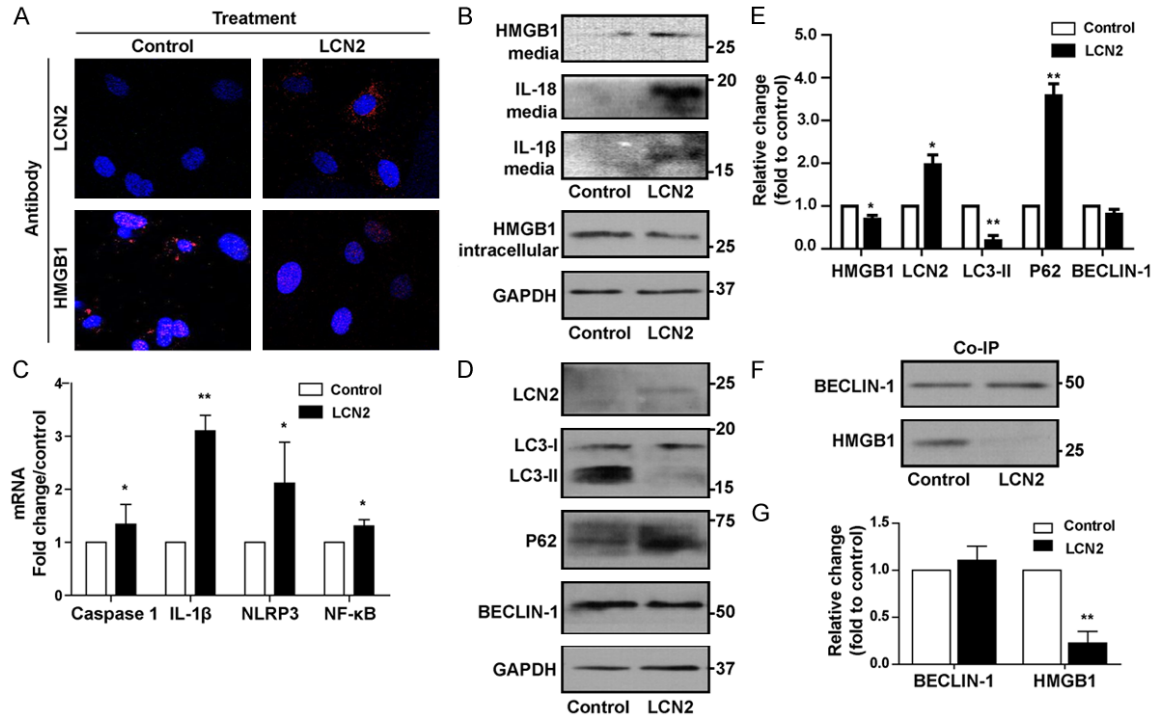 A
Treatment
Control
LCN2
Antibody
LCN2
HMGB1
B
HMGB1
media
25
IL-18
media
20
IL-1β
media
15
Control LCN2
HMGB1
intracellular
25
GAPDH
37
Control LCN2
C
mRNA
Fold change/control
4
3
2
1
0
Control
LCN2
*
**
*
*
Caspase 1 IL-1β NLRP3 NF-κB
D
LCN2
25
LC3-I
20
LC3-II
15
P62
75
BECLIN-1
50
GAPDH
37
Control LCN2
E
Relative change
(fold to control)
5.0
4.0
3.0
2.0
1.0
0.0
Control
LCN2
*
*
**
**
HMGB1 LCN2 LC3-II P62 BECLIN-1
F
Co-IP
BECLIN-1
50
HMGB1
25
Control LCN2
G
Relative change
(fold to control)
1.5
1.0
0.5
0.0
Control
LCN2
**
BECLIN-1 HMGB1